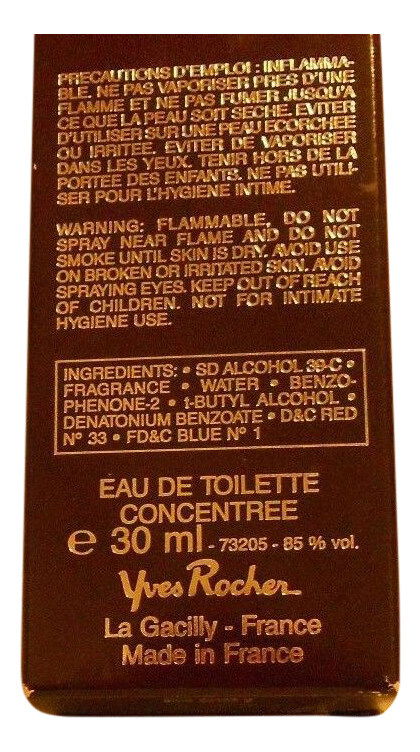 PRECAUTIONS D'EMPLOI : INFLAMMA-
BLE. NE PAS VAPORISER PRES D'UNE
FLAMME ET NE PAS FUMER JUSQU'A
CE QUE LA PEAU SOIT SECHE. EVITER
D'UTILISER SUR UNE PEAU ECORCHEE
OU IRRITEE. EVITER DE VAPORISER
DANS LES YEUX. TENIR HORS DE LA
PORTEE DES ENFANTS. NE PAS UTILI-
SER POUR L'HYGIENE INTIME.
WARNING: FLAMMABLE, DO NOT
SPRAY NEAR FLAME AND DO NOT
SMOKE UNTIL SKIN IS DRY. AVOID USE
ON BROKEN OR IRRITATED SKIN. AVOID
SPRAYING EYES. KEEP OUT OF REACH
OF CHILDREN. NOT FOR INTIMATE
HYGIENE USE.
INGREDIENTS: • SD ALCOHOL 39-C •
FRAGRANCE • WATER • BENZO-
PHENONE-2 • 1-BUTYL ALCOHOL •
DENATONIUM BENZOATE • D&C RED
Nº 33 • FD&C BLUE Nº 1
EAU DE TOILETTE
CONCENTREE
℮ 30 ml - 73205 - 85 % vol.
Yves Rocher
La Gacilly - France
Made in France